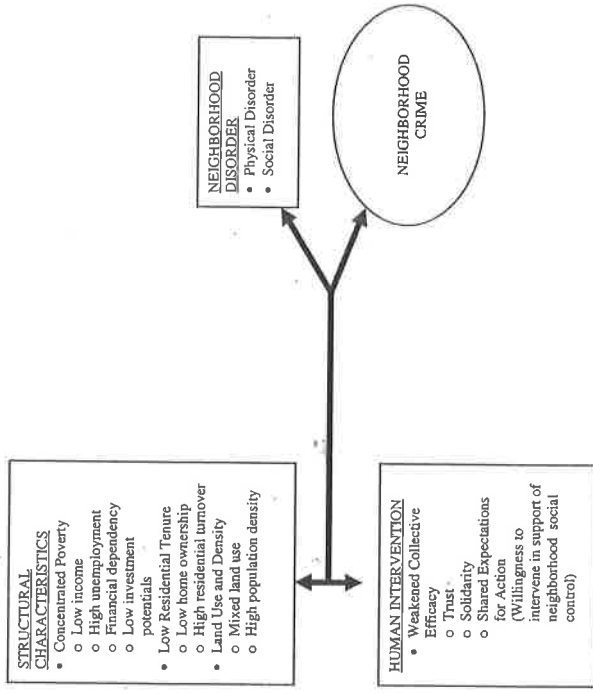 STRUCTURAL
CHARACTERISTICS
• Concentrated Poverty
o Low income
o High unemployment
o Financial dependency
o Low investment
potentials
• Low Residential Tenure
o Low home ownership
o High residential turnover
• Land Use and Density
o Mixed land use
o High population density
HUMAN INTERVENTION
• Weakened Collective
Efficacy
o Trust
o Solidarity
o Shared Expectations
for Action
(Willingness to
intervene in support of
neighborhood social
control)
NEIGHBORHOOD
DISORDER
• Physical Disorder
• Social Disorder
NEIGHBORHOOD
CRIME